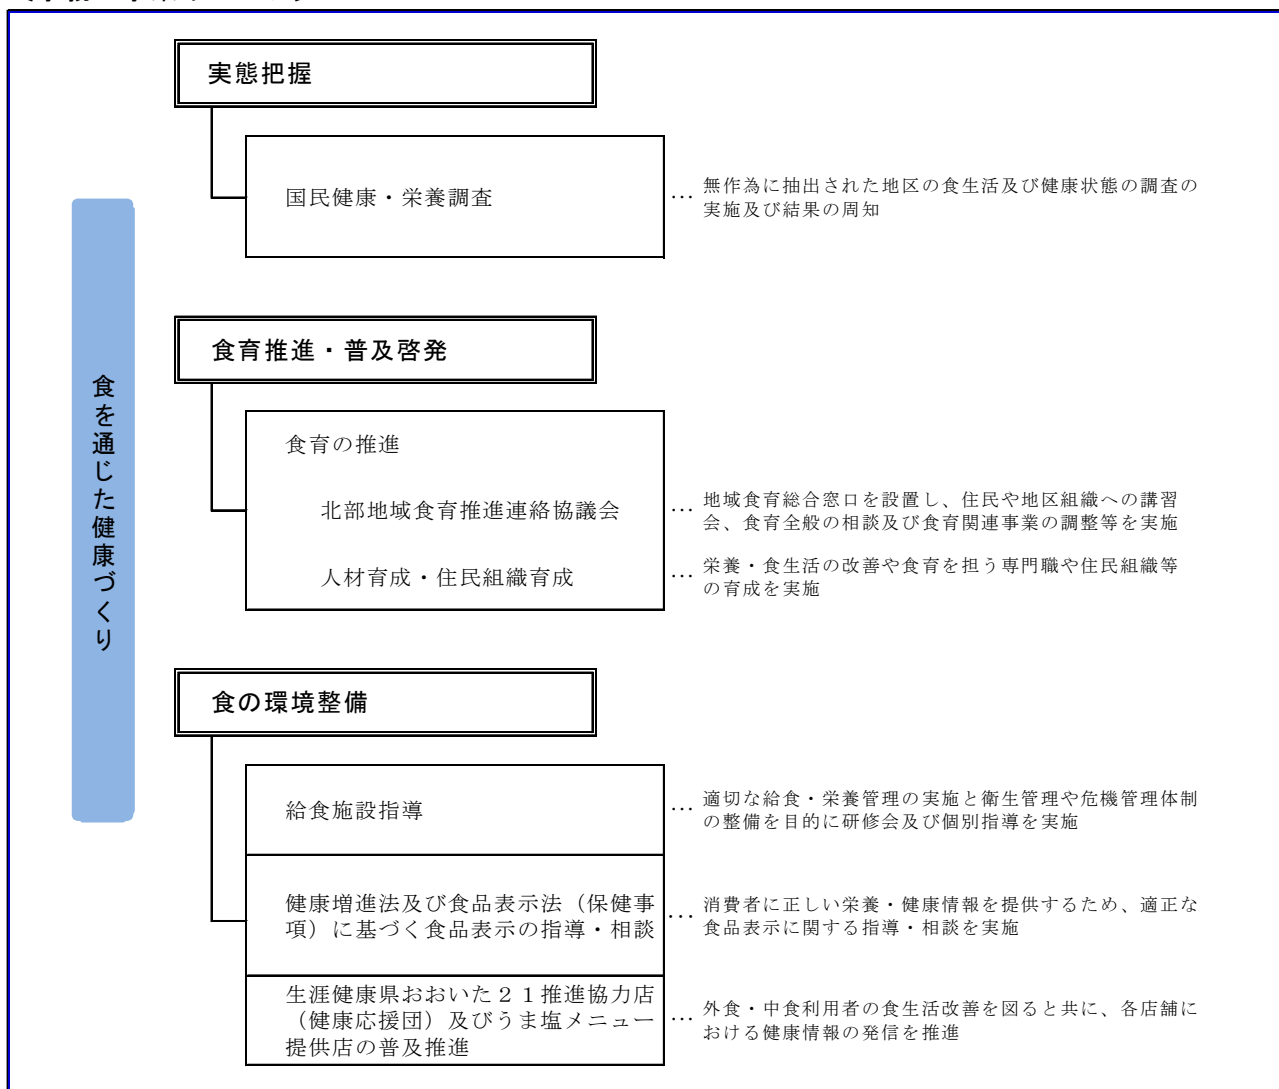 実態把握
国民健康・栄養調査
… 無作為に抽出された地区の食生活及び健康状態の調査の
実施及び結果の周知
食を通じた健康づくり
食育推進・普及啓発
食育の推進
北部地域食育推進連絡協議会
… 地域食育総合窓口を設置し、住民や地区組織への講習
会、食育全般の相談及び食育関連事業の調整等を実施
人材育成・住民組織育成
… 栄養・食生活の改善や食育を担う専門職や住民組織等
の育成を実施
食の環境整備
給食施設指導
… 適切な給食・栄養管理の実施と衛生管理や危機管理体制
の整備を目的に研修会及び個別指導を実施
健康増進法及び食品表示法（保健事
項）に基づく食品表示の指導・相談
… 消費者に正しい栄養・健康情報を提供するため、適正な
食品表示に関する指導・相談を実施
生涯健康県おおいた２１推進協力店
（健康応援団）及びうま塩メニュー
提供店の普及推進
… 外食・中食利用者の食生活改善を図ると共に、各店舗に
おける健康情報の発信を推進